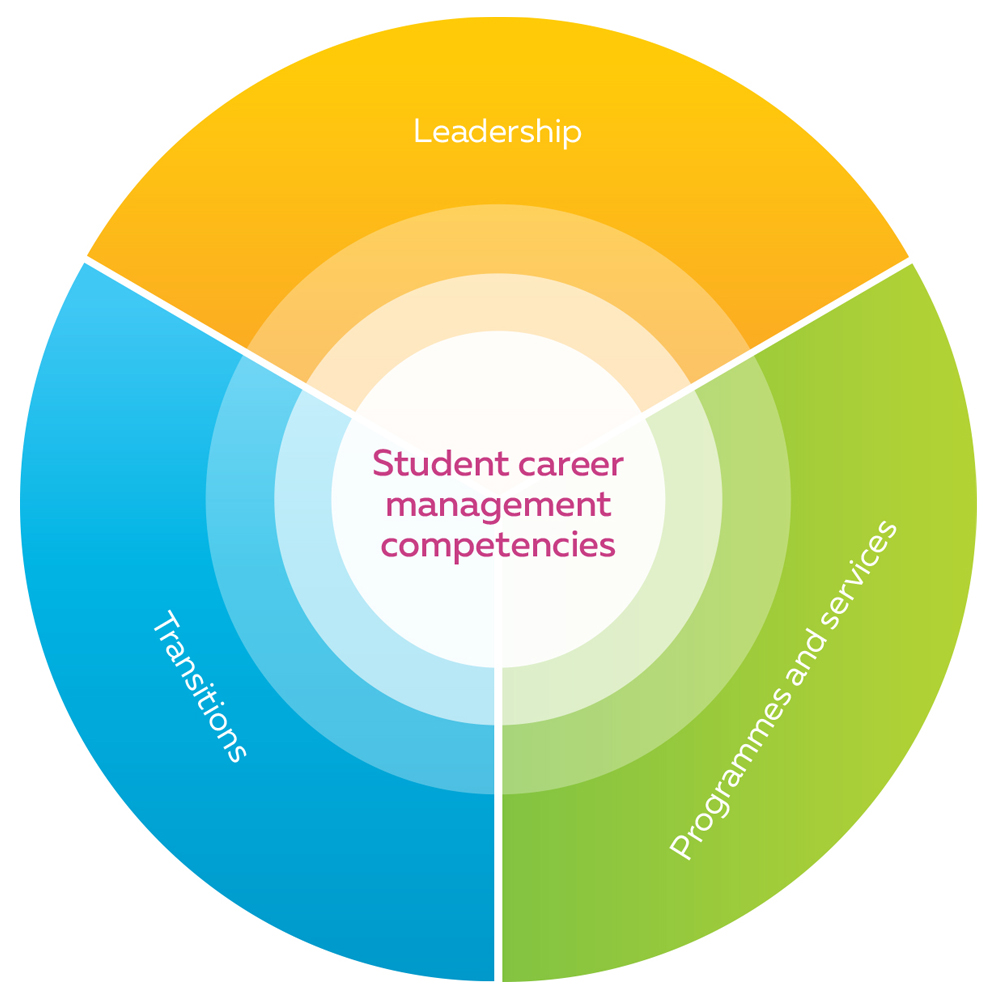 Leadership
Student career
management
competencies
Transitions
Programmes and services